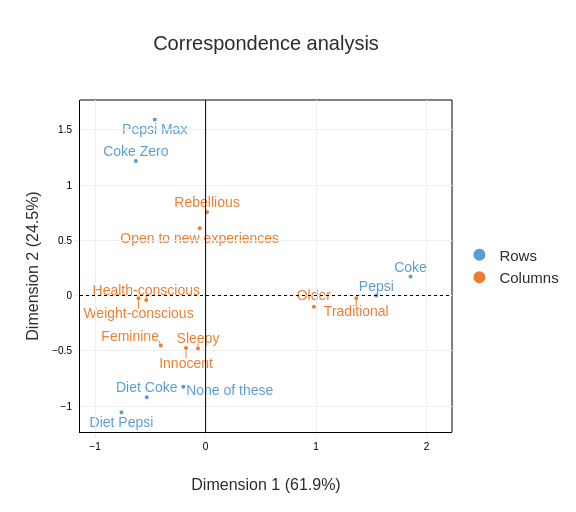 Correspondence analysis
Dimension 2 (24.5%)
1.5
1
0.5
0
−0.5
−1
Pepsi Max
Coke Zero
Rebellious
Open to new experiences
Coke
Pepsi
Health-conscious
Older
Weight-conscious
Traditional
Feminine
Sleepy
Innocent
Diet Coke
None of these
Diet Pepsi
Rows
Columns
−1
0
1
2
Dimension 1 (61.9%)